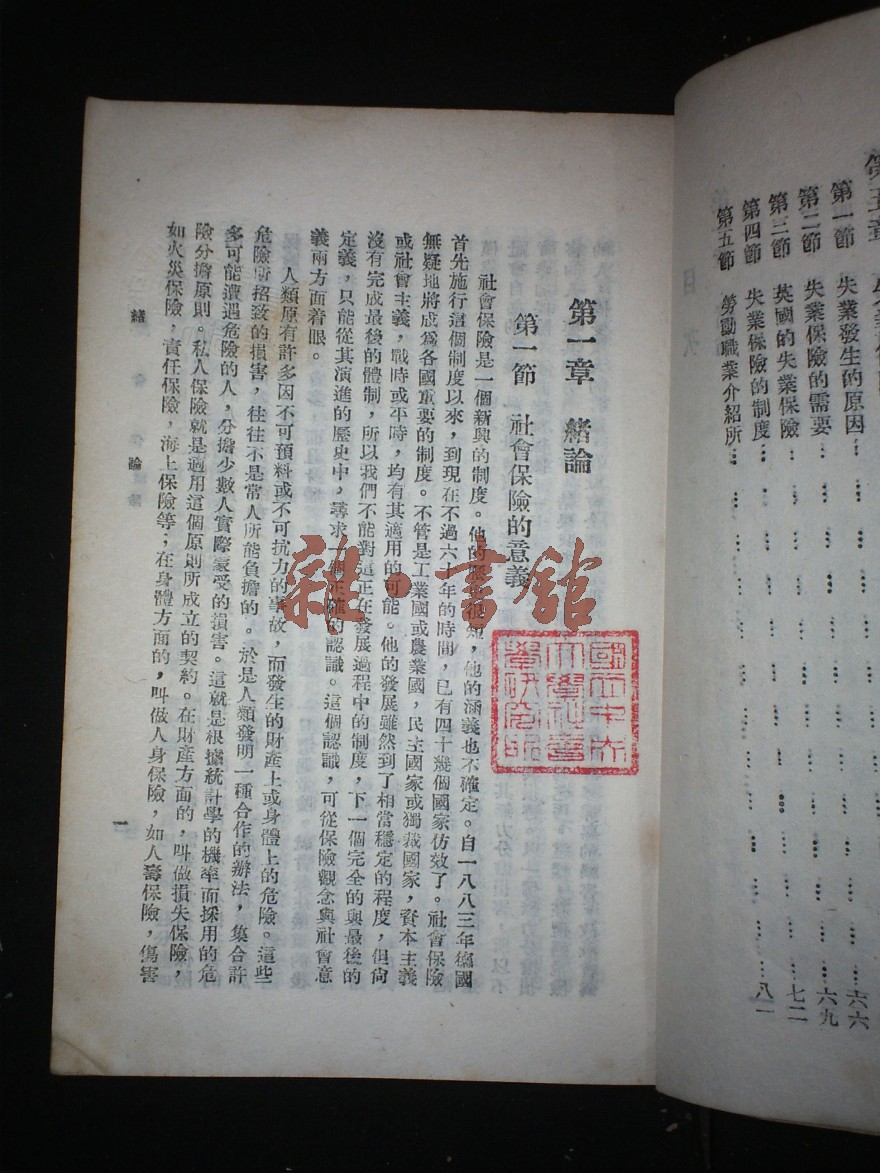 第五章
第一節 失業發生的原因……
第二節 失業保險的需要……六六
第三節 英國的失業保險……六九
第四節 失業保險的制度……七二
第五節 勞動職業介紹所……八一
第一章 緒論
第一節 社會保險的意義
社會保險是一個新興的制度。他的歷史很短,他的涵義也不確定。自一八八三年德國
首先施行這個制度以來,到現在不過六十年的時間,已有四十幾個國家仿效了。社會保險
無疑地將成爲各國重要的制度。不管是工業國或農業國,民主國家或獨裁國家,資本主義
或社會主義,戰時或平時,均有其適用的可能。他的發展雖然到了相當穩定的程度,但尙
沒有完成最後的體制,所以我們不能對這正在發展過程中的制度,下一個完全的與最後的
定義,只能從其演進的歷史中,尋求一個正確的認識。這個認識,可從保險觀念與社會意
義兩方面着眼。
人類原有許多因不可預料或不可抗力的事故,而發生的財產上或身體上的危險。這些
危險所招致的損害,往往不是常人所能負擔的。於是人類發明一種合作的辦法,集合許
多可能遭遇危險的人,分擔少數人實際蒙受的損害。這就是根據統計學的機率而採用的危
險分擔原則。私人保險就是適用這個原則所成立的契約。在財產方面的,叫做損失保險,
如火災保險,責任保險,海上保險等;在身體方面的,叫做人身保險,如人壽保險,傷害
緒論
一
國立中央
大學社會
學研究所
雜·書館